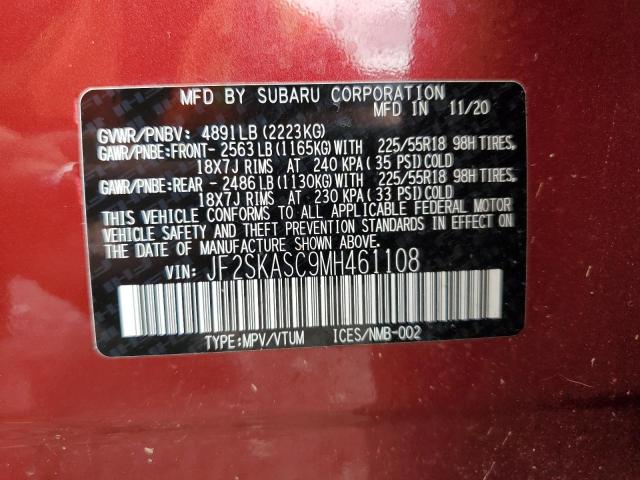 MFD BY SUBARU CORPORATION
MFD IN 11/20
GVWR/PNBV: 4891LB (2223KG)
GAWR/PNBE:FRONT- 2563 LB (1165KG)WITH 225/55R18 98H TIRES
18X7J RIMS AT 240 KPA( 35 PSI)COLD
GAWR/PNBE:REAR - 2486 LB (1130KG)WITH 225/55R18 98H TIRES
18X7J RIMS AT 230 KPA( 33 PSI)COLD
THIS VEHICLE CONFORMS TO ALL APPLICABLE FEDERAL MOTOR
VEHICLE SAFETY AND THEFT PREVENTION STANDARDS IN EFFECT ON
THE DATE OF MANUFACTURE SHOWN ABOVE.
VIN: JF2SKASC9MH461108
TYPE:MPV/VTUM ICES/NMB-002